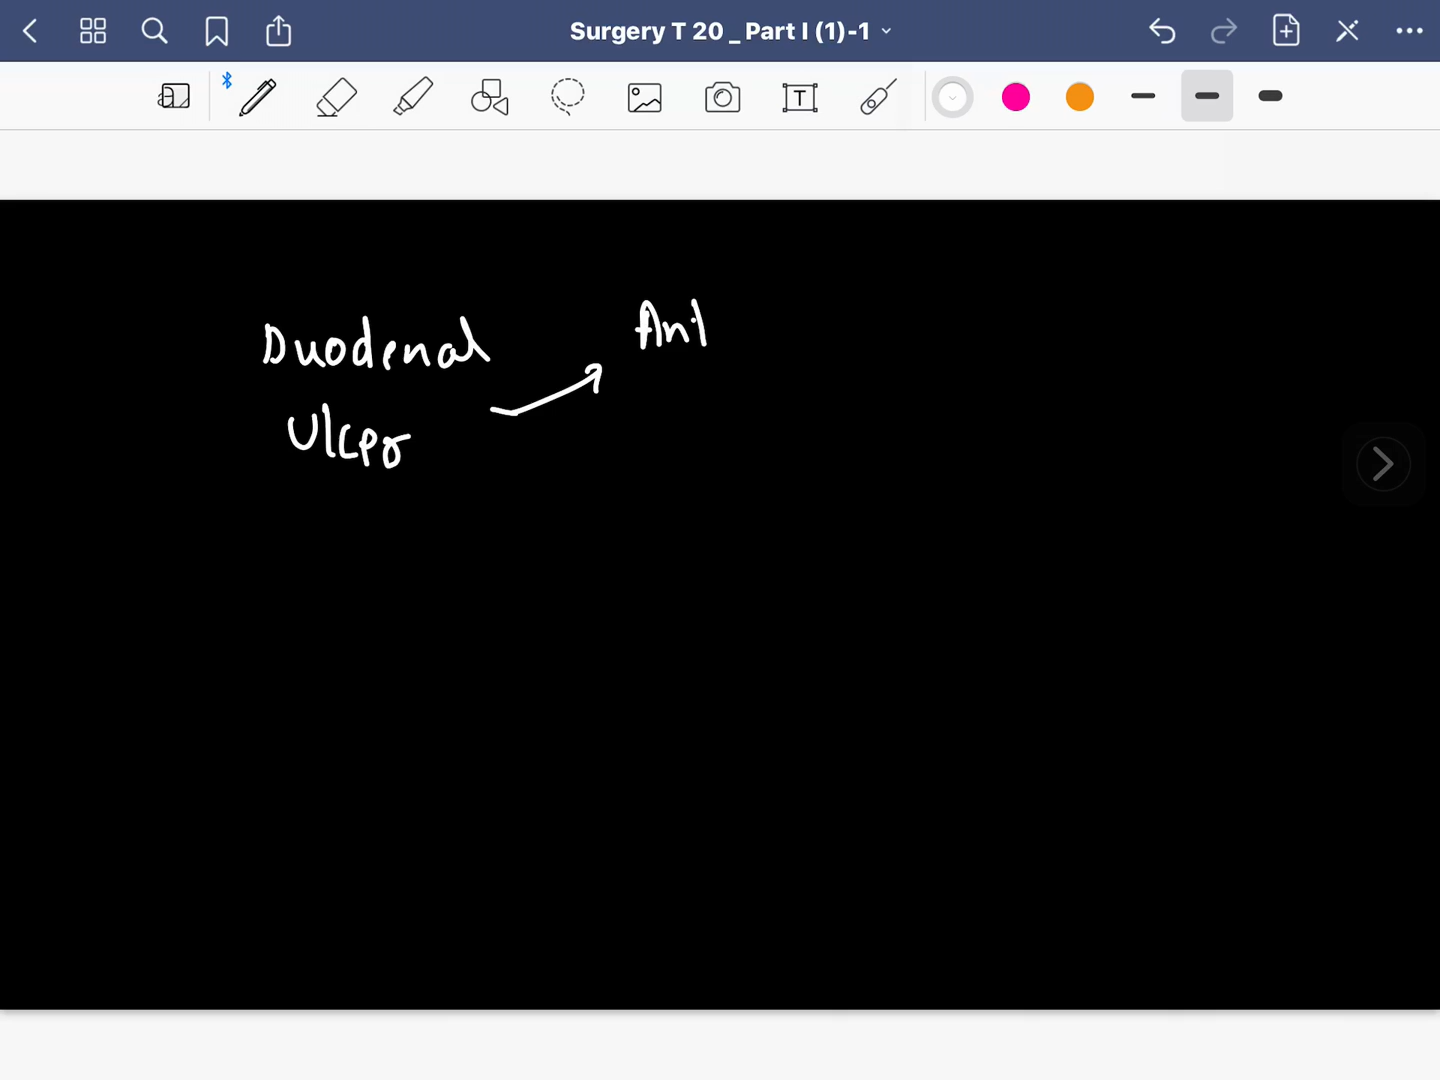 Surgery T 20 _ Part I (1)-1
T
Duodenal
Ulcer
Ant